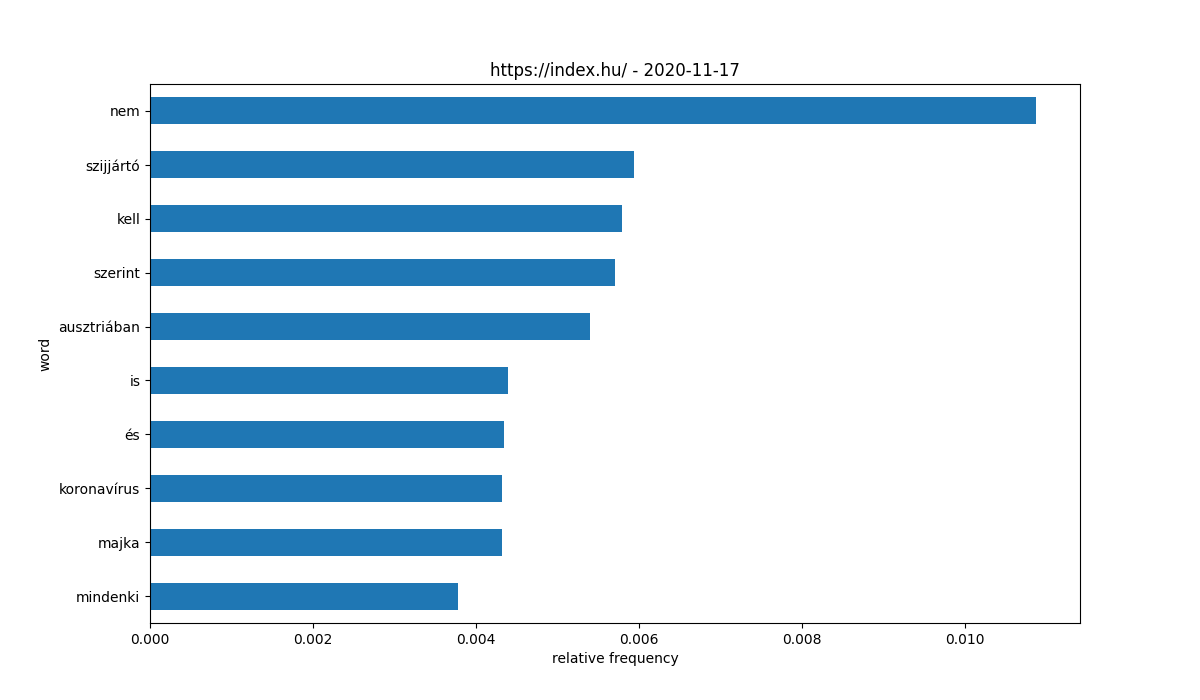 https://index.hu/ - 2020-11-17
nem
szijjártó
kell
szerint
ausztriában
is
és
koronavírus
majka
mindenki
word
0.000 0.002 0.004 0.006 0.008 0.010
relative frequency